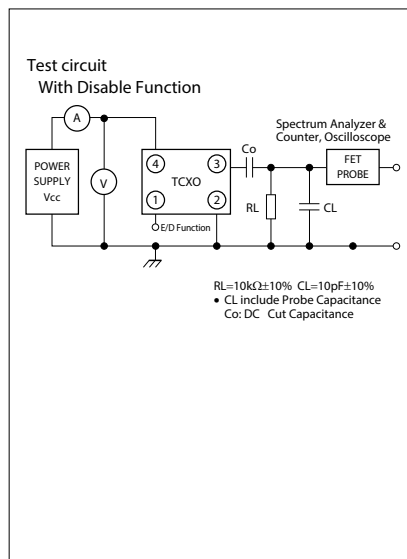 Test circuit
With Disable Function
A
POWER
SUPPLY
Vcc
V
4
3
TCXO
1
2
E/D Function
Co
RL
CL
Spectrum Analyzer &
Counter, Oscilloscope
FET
PROBE
RL=10kΩ±10% CL=10pF±10%
• CL include Probe Capacitance
Co: DC Cut Capacitance